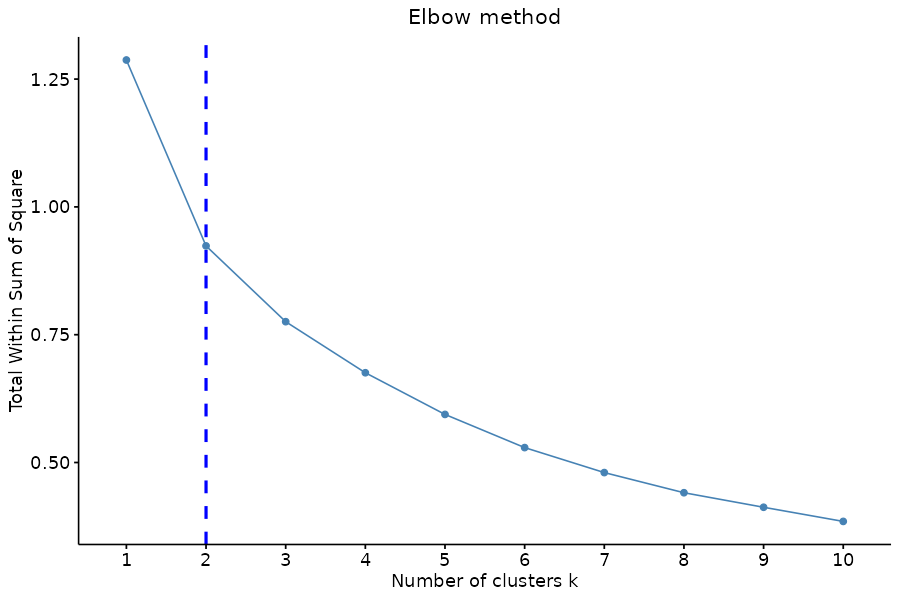 Elbow method
Total Within Sum of Square
1.25
1.00
0.75
0.50
1 2 3 4 5 6 7 8 9 10
Number of clusters k